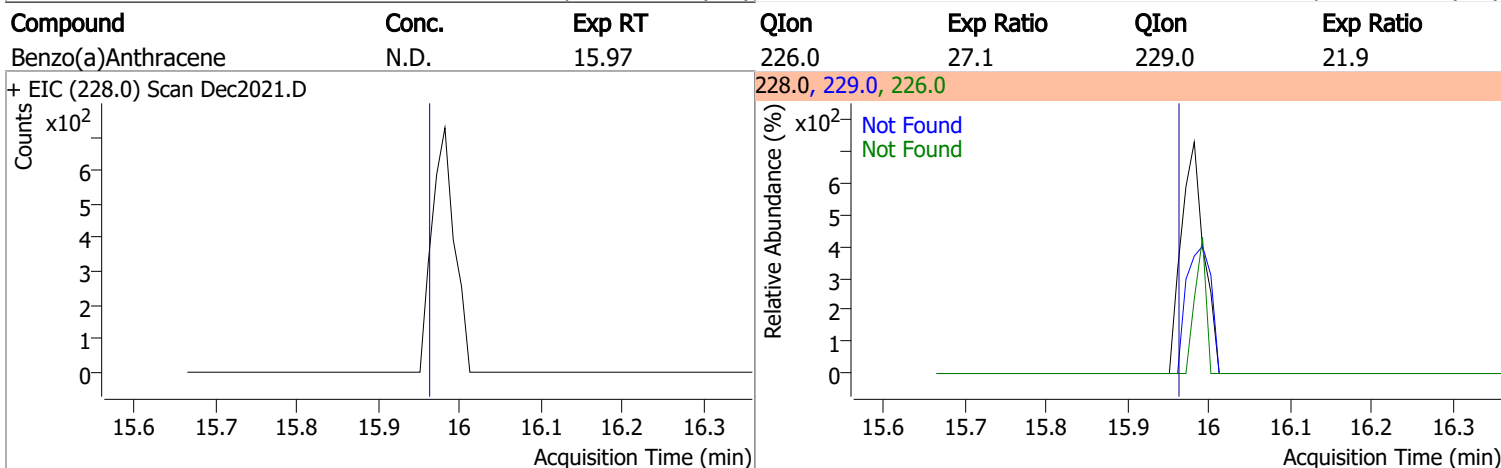 Compound Conc. Exp RT QIon Exp Ratio QIon Exp Ratio
Benzo(a)Anthracene N.D. 15.97 226.0 27.1 229.0 21.9
+ EIC (228.0) Scan Dec2021.D
Counts
x10²
6
5
4
3
2
1
0
15.6 15.7 15.8 15.9 16 16.1 16.2 16.3
Acquisition Time (min)
228.0, 229.0, 226.0
Relative Abundance (%)
x10²
Not Found
Not Found
6
5
4
3
2
1
0
15.6 15.7 15.8 15.9 16 16.1 16.2 16.3
Acquisition Time (min)